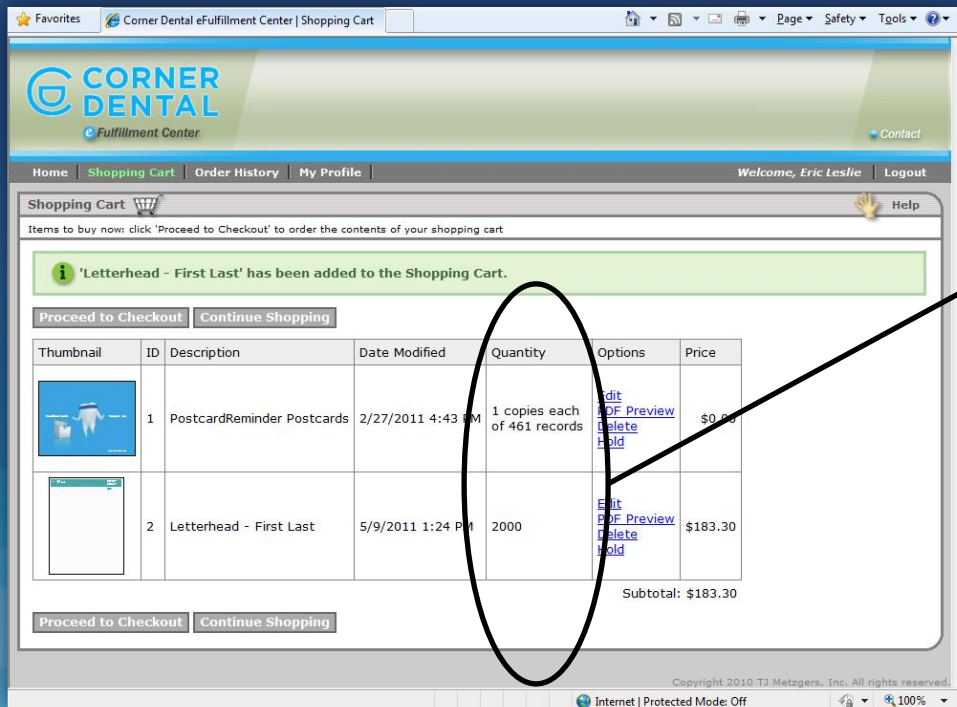 Favorites
Corner Dental eFulfillment Center | Shopping Cart
Page
Safety
Tools
CORNER
DENTAL
e Fulfillment Center
Contact
Home | Shopping Cart | Order History | My Profile |
Welcome, Eric Leslie | Logout
Shopping Cart
Help
Items to buy now: click 'Proceed to Checkout' to order the contents of your shopping cart
i 'Letterhead - First Last' has been added to the Shopping Cart.
Proceed to Checkout Continue Shopping
Thumbnail ID Description Date Modified Quantity Options Price
1 PostcardReminder Postcards 2/27/2011 4:43 PM 1 copies each of 461 records Edit PDF Preview Delete Hold $0.00
2 Letterhead - First Last 5/9/2011 1:24 PM 2000 Edit PDF Preview Delete Hold $183.30
Subtotal: $183.30
Proceed to Checkout Continue Shopping
Copyright 2010 TJ Metzgers, Inc. All rights reserved.
Internet | Protected Mode: Off
100%